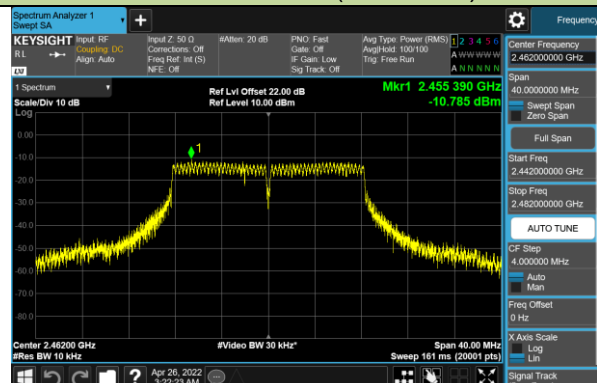 Spectrum Analyzer 1
Swept SA
Frequency
KEYSIGHT
RL
Input: RF
Coupling: DC
Align: Auto
Input Z: 50 Ω
Corrections: Off
Freq Ref: Int (S)
NFE: Off
#Atten: 20 dB
PNO: Fast
Gate: Off
IF Gain: Low
Sig Track: Off
Avg Type: Power (RMS)
Avg|Hold: 100/100
Trig: Free Run
1 2 3 4 5 6
A W W W W W
A N N N N N
LXI
1 Spectrum
Scale/Div 10 dB
Log
Ref Lvl Offset 22.00 dB
Ref Level 10.00 dBm
Mkr1 2.455 390 GHz
-10.785 dBm
1
0.00
-10.0
-20.0
-30.0
-40.0
-50.0
-60.0
-70.0
-80.0
Center 2.46200 GHz
#Res BW 10 kHz
#Video BW 30 kHz*
Span 40.00 MHz
Sweep 161 ms (20001 pts)
Apr 26, 2022
3:22:23 AM
Center Frequency
2.462000000 GHz
Span
40.0000000 MHz
Swept Span
Zero Span
Full Span
Start Freq
2.442000000 GHz
Stop Freq
2.482000000 GHz
AUTO TUNE
CF Step
4.000000 MHz
Auto
Man
Freq Offset
0 Hz
X Axis Scale
Log
Lin
Signal Track